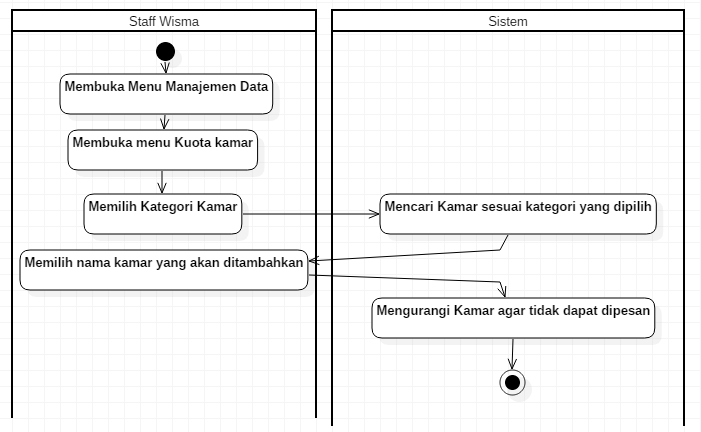 Staff Wisma
Sistem
Membuka Menu Manajemen Data
Membuka menu Kuota kamar
Memilih Kategori Kamar
Mencari Kamar sesuai kategori yang dipilih
Memilih nama kamar yang akan ditambahkan
Mengurangi Kamar agar tidak dapat dipesan